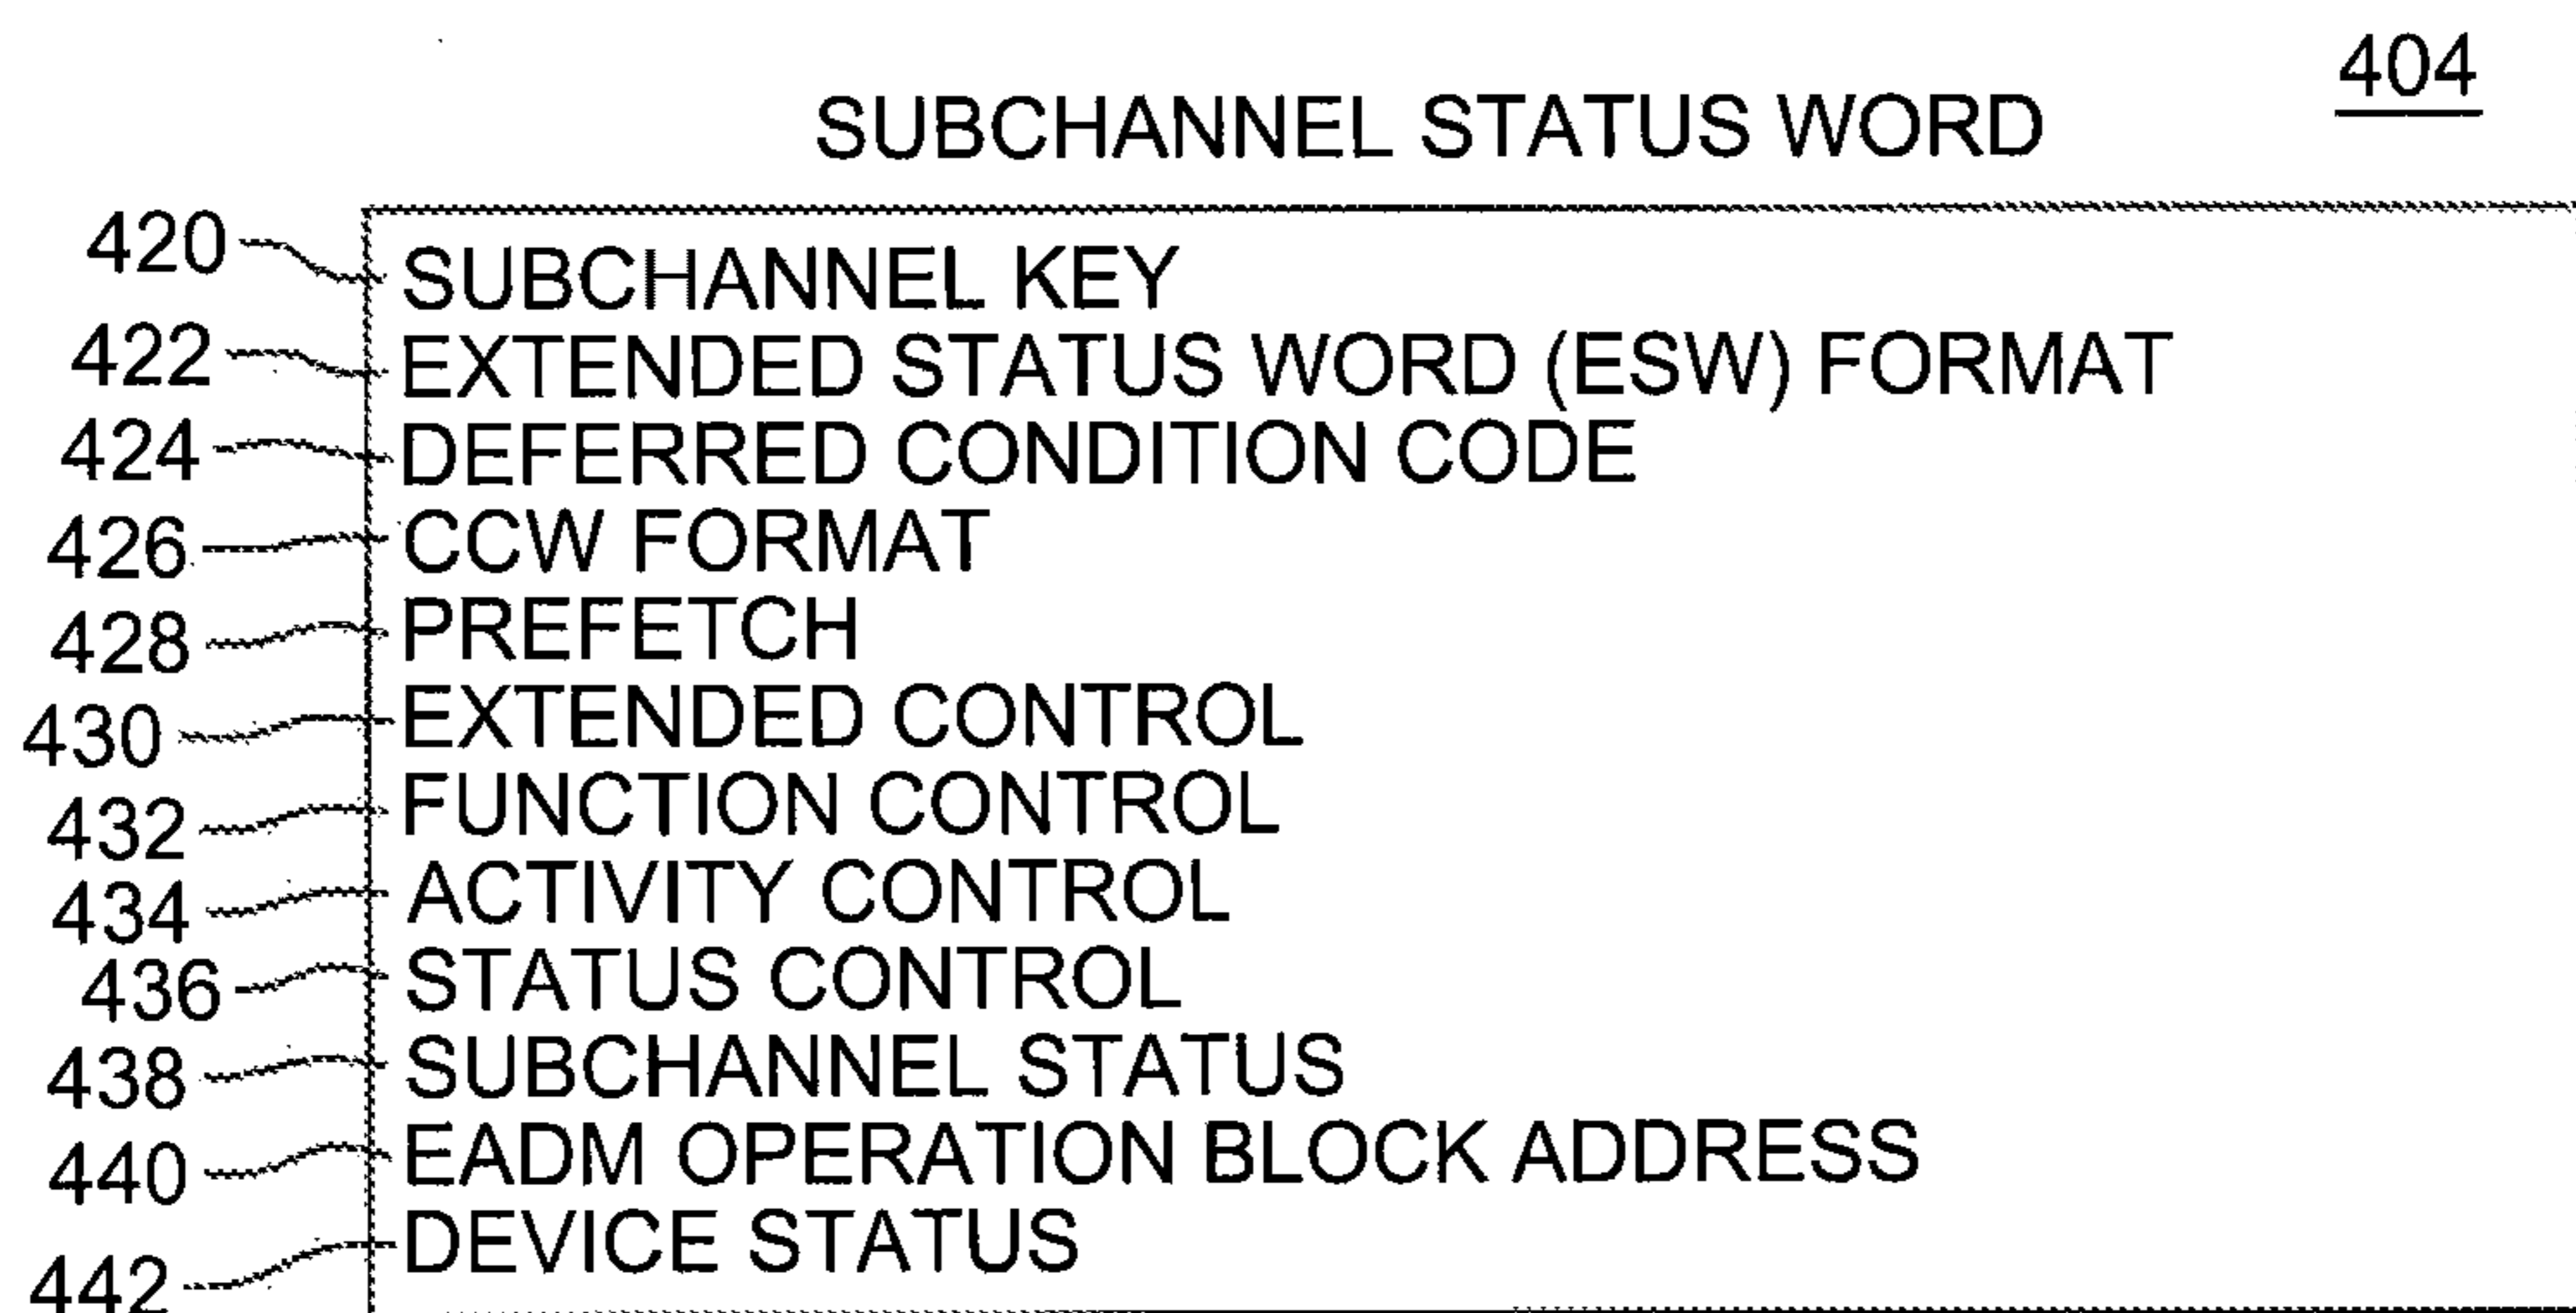 404
SUBCHANNEL STATUS WORD
420 SUBCHANNEL KEY
422 EXTENDED STATUS WORD (ESW) FORMAT
424 DEFERRED CONDITION CODE
426 CCW FORMAT
428 PREFETCH
430 EXTENDED CONTROL
432 FUNCTION CONTROL
434 ACTIVITY CONTROL
436 STATUS CONTROL
438 SUBCHANNEL STATUS
440 EADM OPERATION BLOCK ADDRESS
442 DEVICE STATUS